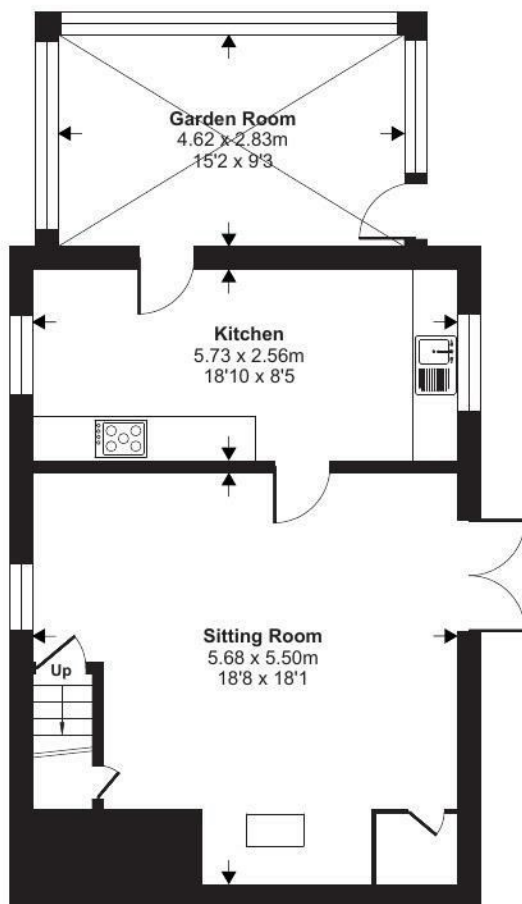 Garden Room
4.62 x 2.83m
15'2 x 9'3
Kitchen
5.73 x 2.56m
18'10 x 8'5
Sitting Room
5.68 x 5.50m
18'8 x 18'1
Up